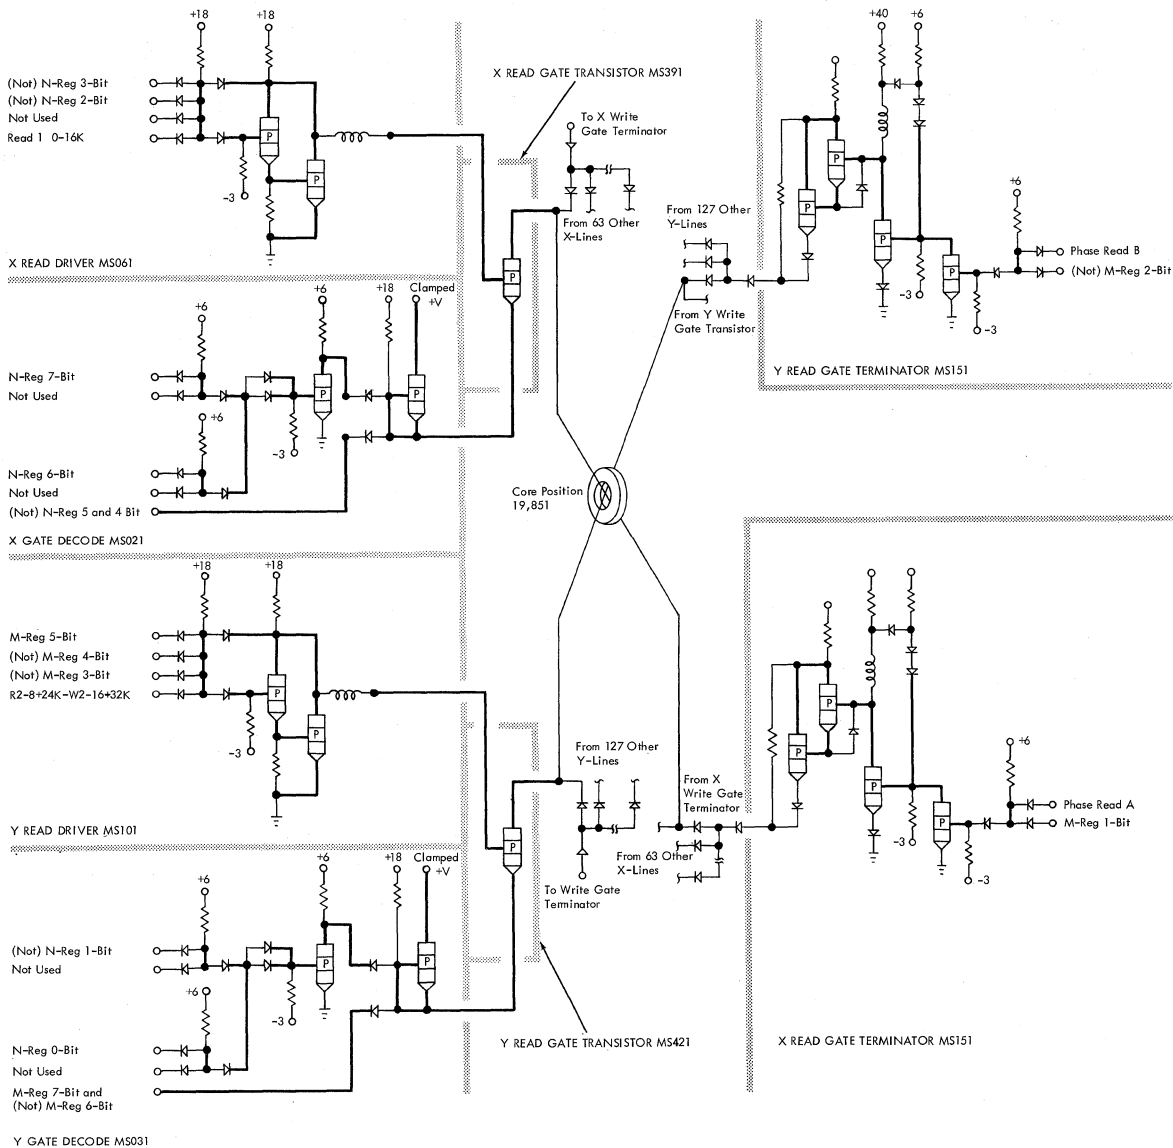 +18
+18
(Not) N-Reg 3-Bit
(Not) N-Reg 2-Bit
Not Used
Read 1 0-16K
P
P
-3
X READ DRIVER MS061
X READ GATE TRANSISTOR MS391
To X Write
Gate Terminator
From 63 Other
X-Lines
P
+40
+6
P
P
P
P
-3
-3
+6
Phase Read B
(Not) M-Reg 2-Bit
From 127 Other
Y-Lines
From Y Write
Gate Transistor
Y READ GATE TERMINATOR MS151
+6
+6
+18
Clamped
+V
N-Reg 7-Bit
Not Used
+6
P
P
-3
N-Reg 6-Bit
Not Used
(Not) N-Reg 5 and 4 Bit
X GATE DECODE MS021
Core Position
19,851
+18
+18
M-Reg 5-Bit
(Not) M-Reg 4-Bit
(Not) M-Reg 3-Bit
R2-8+24K-W2-16+32K
P
P
-3
Y READ DRIVER MS101
From 127 Other
Y-Lines
P
To Write Gate
Terminator
From X
Write Gate
Terminator
From 63 Other
X-Lines
P
P
P
P
-3
-3
+6
Phase Read A
M-Reg 1-Bit
+6
+6
+18
Clamped
+V
(Not) N-Reg 1-Bit
Not Used
+6
P
P
-3
N-Reg 0-Bit
Not Used
M-Reg 7-Bit and
(Not) M-Reg 6-Bit
Y GATE DECODE MS031
Y READ GATE TRANSISTOR MS421
X READ GATE TERMINATOR MS151